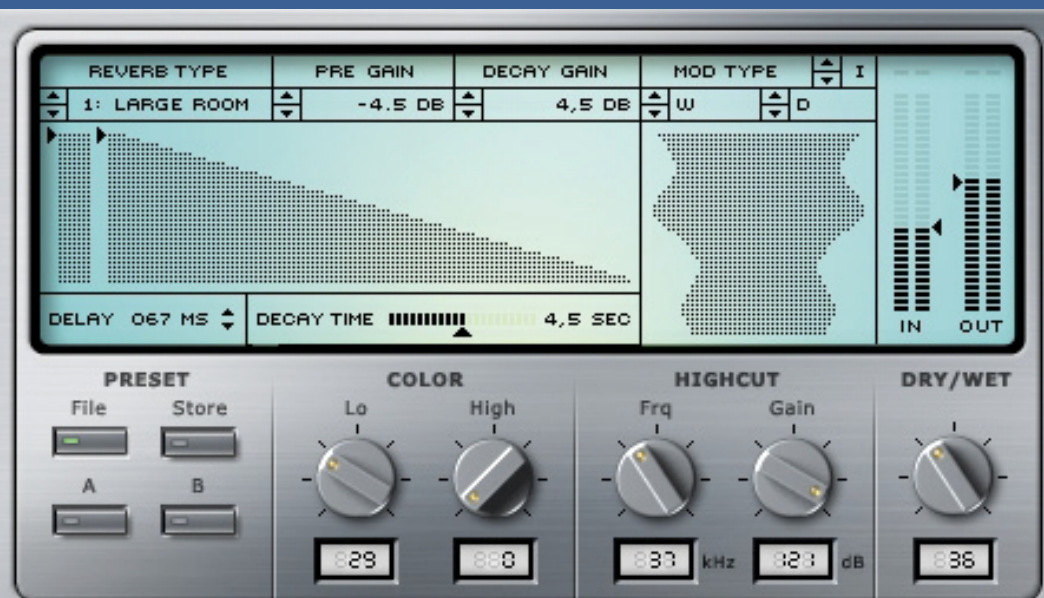 REVERB TYPE PRE GAIN DECAY GAIN MOD TYPE I
1: LARGE ROOM -4.5 DB 4,5 DB W D
DELAY 067 MS DECAY TIME 4,5 SEC IN OUT
PRESET COLOR HIGHCUT DRY/WET
File Store Lo High Frq Gain
A B
29 0 37 kHz 121 dB 36